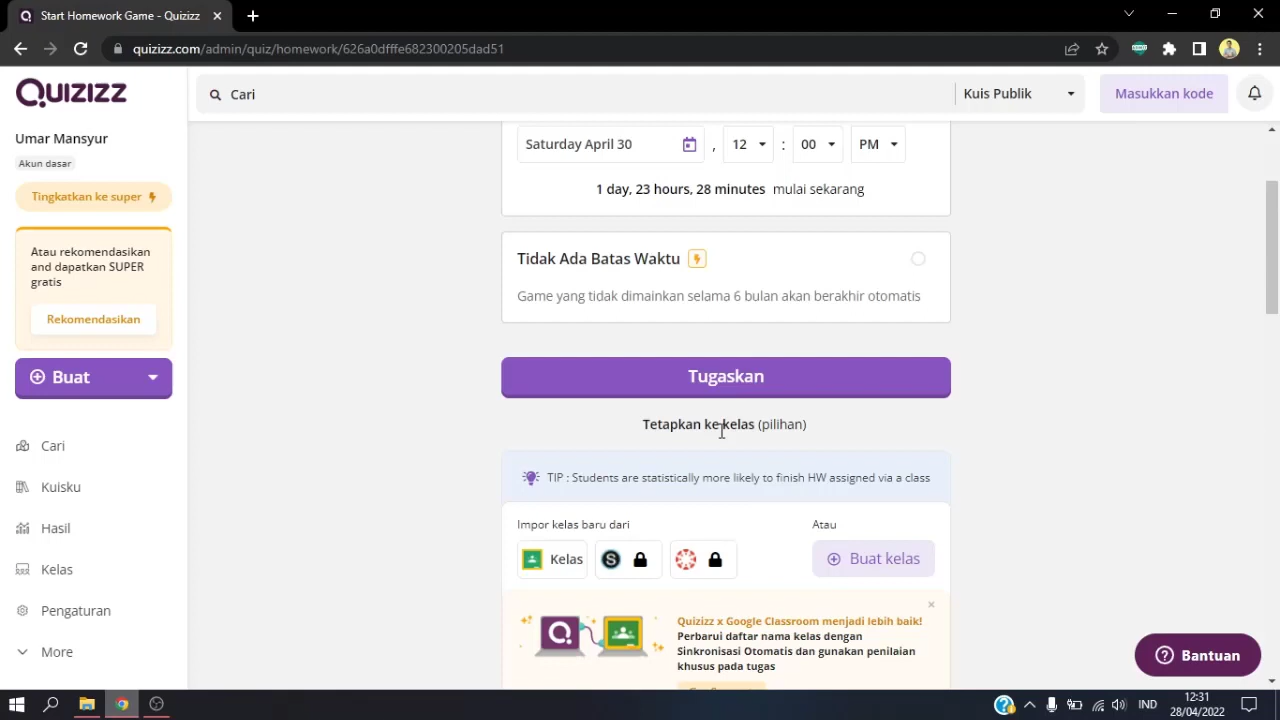 Start Homework Game - Quizizz
quizizz.com/admin/quiz/homework/626a0dfffe682300205dad51
QUIZIZZ
Cari
Kuis Publik
Masukkan kode
Umar Mansyur
Akun dasar
Tingkatkan ke super
Atau rekomendasikan
and dapatkan SUPER
gratis
Rekomendasikan
Buat
Cari
Kuisku
Hasil
Kelas
Pengaturan
More
Saturday April 30 , 12 : 00 PM
1 day, 23 hours, 28 minutes mulai sekarang
Tidak Ada Batas Waktu
Game yang tidak dimainkan selama 6 bulan akan berakhir otomatis
Tugaskan
Tetapkan ke kelas (pilihan)
TIP : Students are statistically more likely to finish HW assigned via a class
Impor kelas baru dari
Atau
Kelas
S
Buat kelas
Quizizz x Google Classroom menjadi lebih baik!
Perbarui daftar nama kelas dengan
Sinkronisasi Otomatis dan gunakan penilaian
khusus pada tugas
Bantuan
IND
12:31
28/04/2022